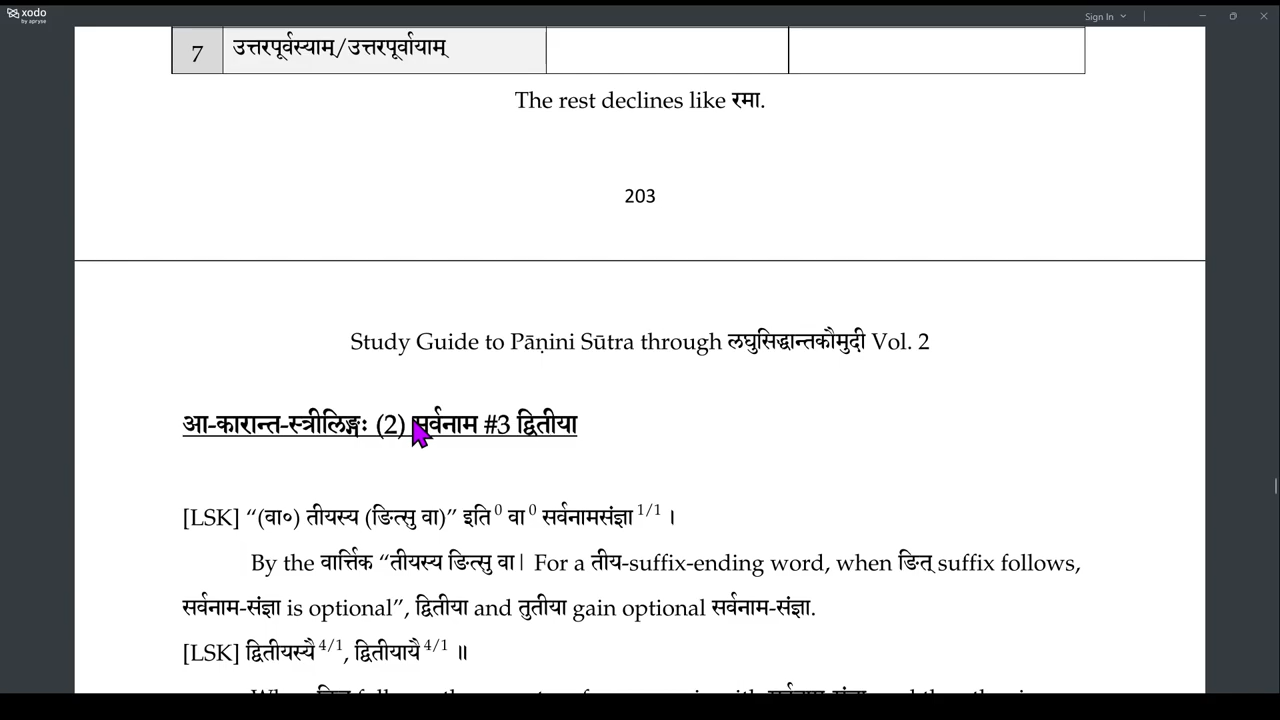 xodo
by apryse
Sign In
7 उत्तरपूर्वस्याम्/उत्तरपूर्वायाम्
The rest declines like रमा.
203
Study Guide to Pāṇini Sūtra through लघुसिद्धान्तकौमुदी Vol. 2
आ-कारान्त-स्त्रीलिङ्गः (2) सर्वनाम #3 द्वितीया
[LSK] “(वा०) तीयस्य (ङित्सु वा)” इति 0 वा 0 सर्वनामसंज्ञा 1/1 ।
By the वार्त्तिक “तीयस्य ङित्सु वा| For a तीय-suffix-ending word, when ङित् suffix follows,
सर्वनाम-संज्ञा is optional”, द्वितीया and तुतीया gain optional सर्वनाम-संज्ञा.
[LSK] द्वितीयस्यै 4/1, द्वितीयायै 4/1 ॥